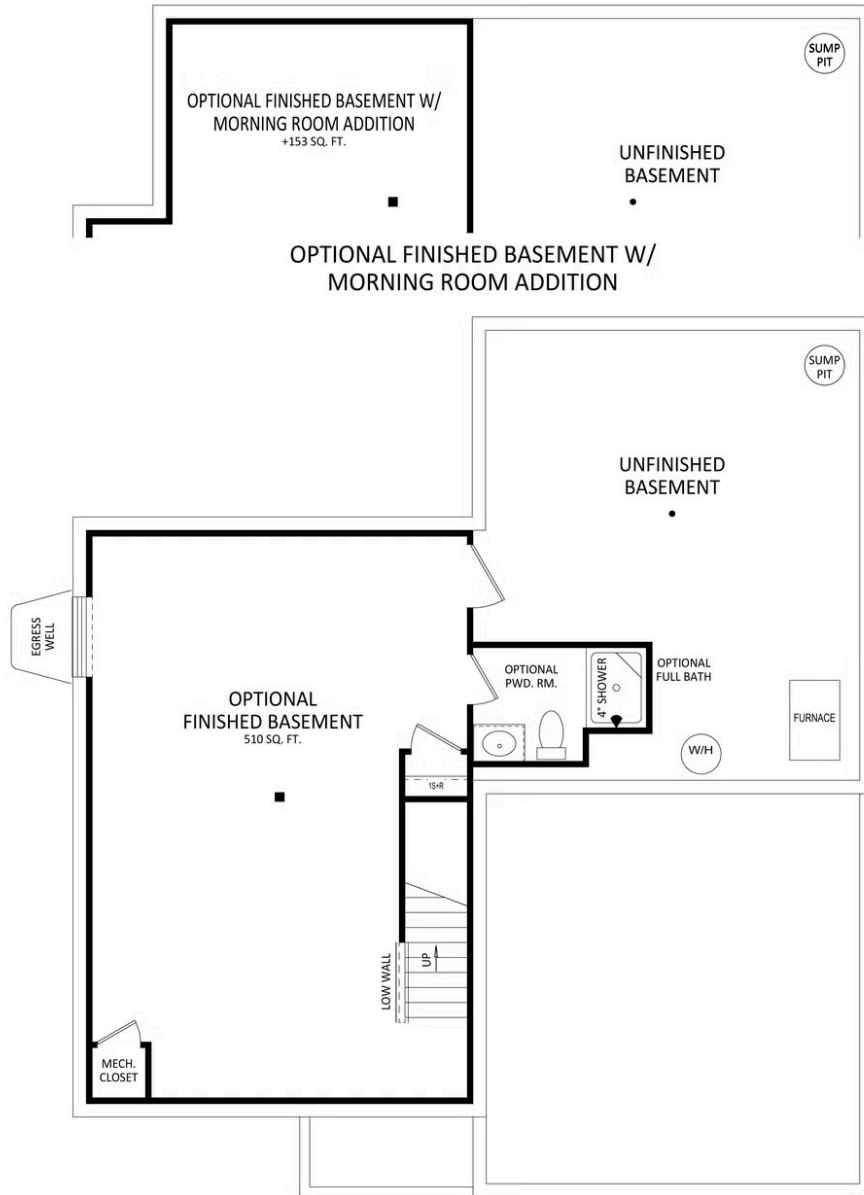 OPTIONAL FINISHED BASEMENT W/
MORNING ROOM ADDITION
+153 SQ. FT.
SUMP
PIT
UNFINISHED
BASEMENT
OPTIONAL FINISHED BASEMENT W/
MORNING ROOM ADDITION
SUMP
PIT
UNFINISHED
BASEMENT
EGRESS
WELL
OPTIONAL
FINISHED BASEMENT
510 SQ. FT.
OPTIONAL
PWD. RM.
4" SHOWER
OPTIONAL
FULL BATH
FURNACE
W/H
1S+R
LOW WALL
UP
MECH.
CLOSET